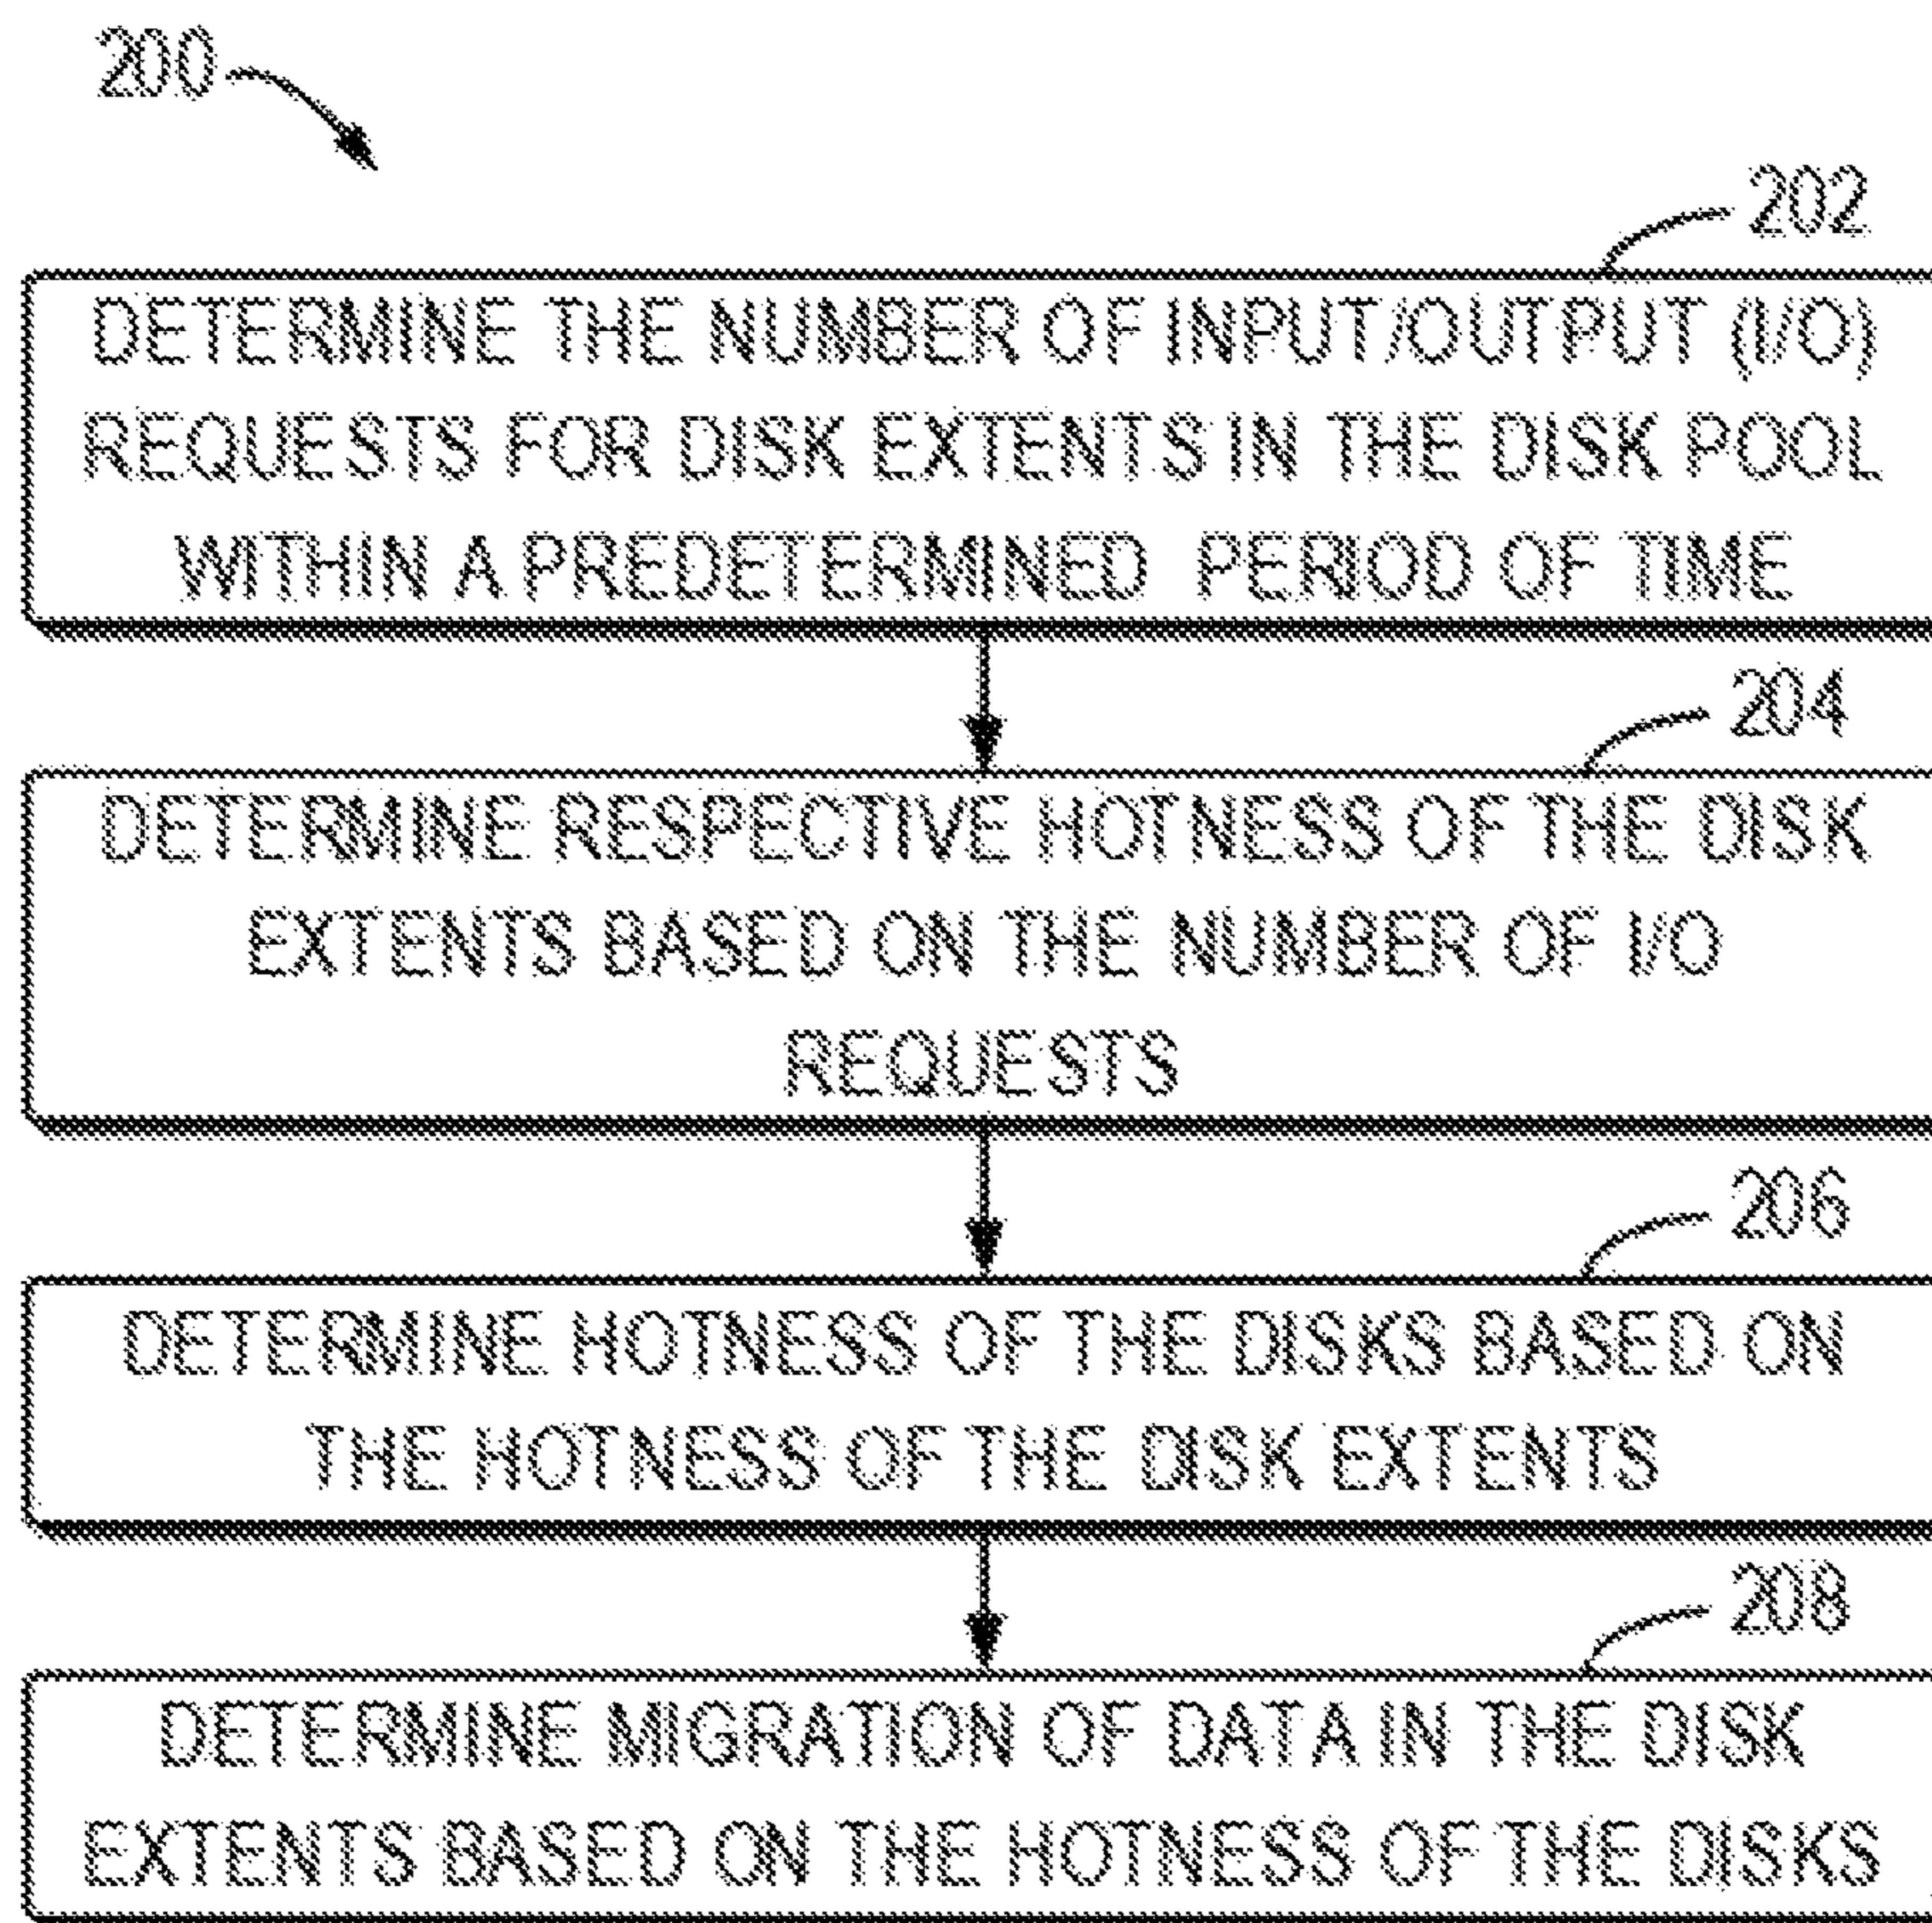 200
202
DETERMINE THE NUMBER OF INPUT/OUTPUT (I/O)
REQUESTS FOR DISK EXTENTS IN THE DISK POOL
WITHIN A PREDETERMINED PERIOD OF TIME
204
DETERMINE RESPECTIVE HOTNESS OF THE DISK
EXTENTS BASED ON THE NUMBER OF I/O
REQUESTS
206
DETERMINE HOTNESS OF THE DISKS BASED ON
THE HOTNESS OF THE DISK EXTENTS
208
DETERMINE MIGRATION OF DATA IN THE DISK
EXTENTS BASED ON THE HOTNESS OF THE DISKS